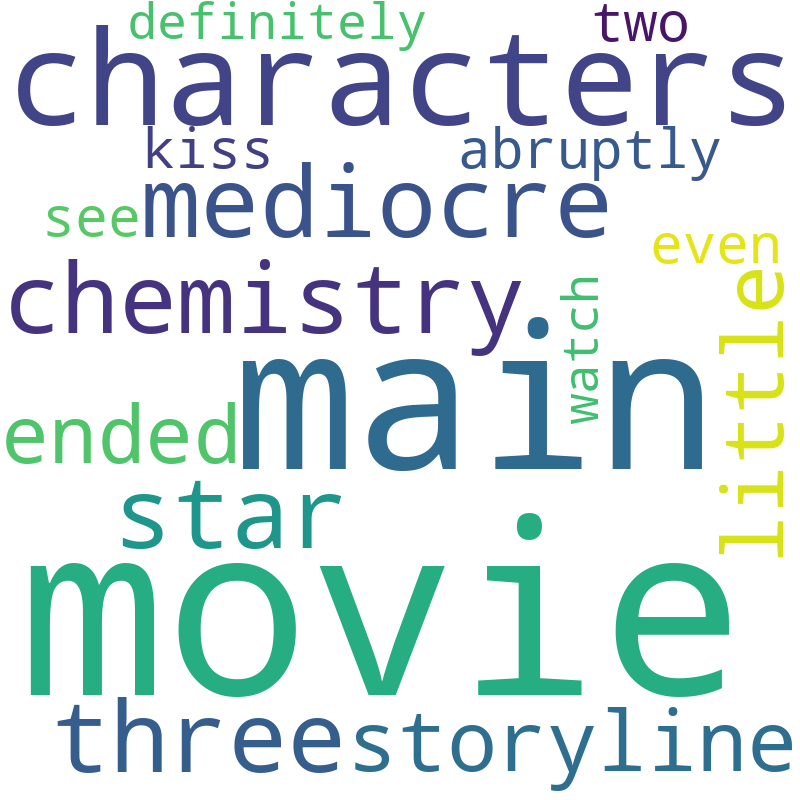 definitely two
characters
kiss abruptly
see mediocre
even
chemistry
watch
little
main
ended
star
movie
three storyline